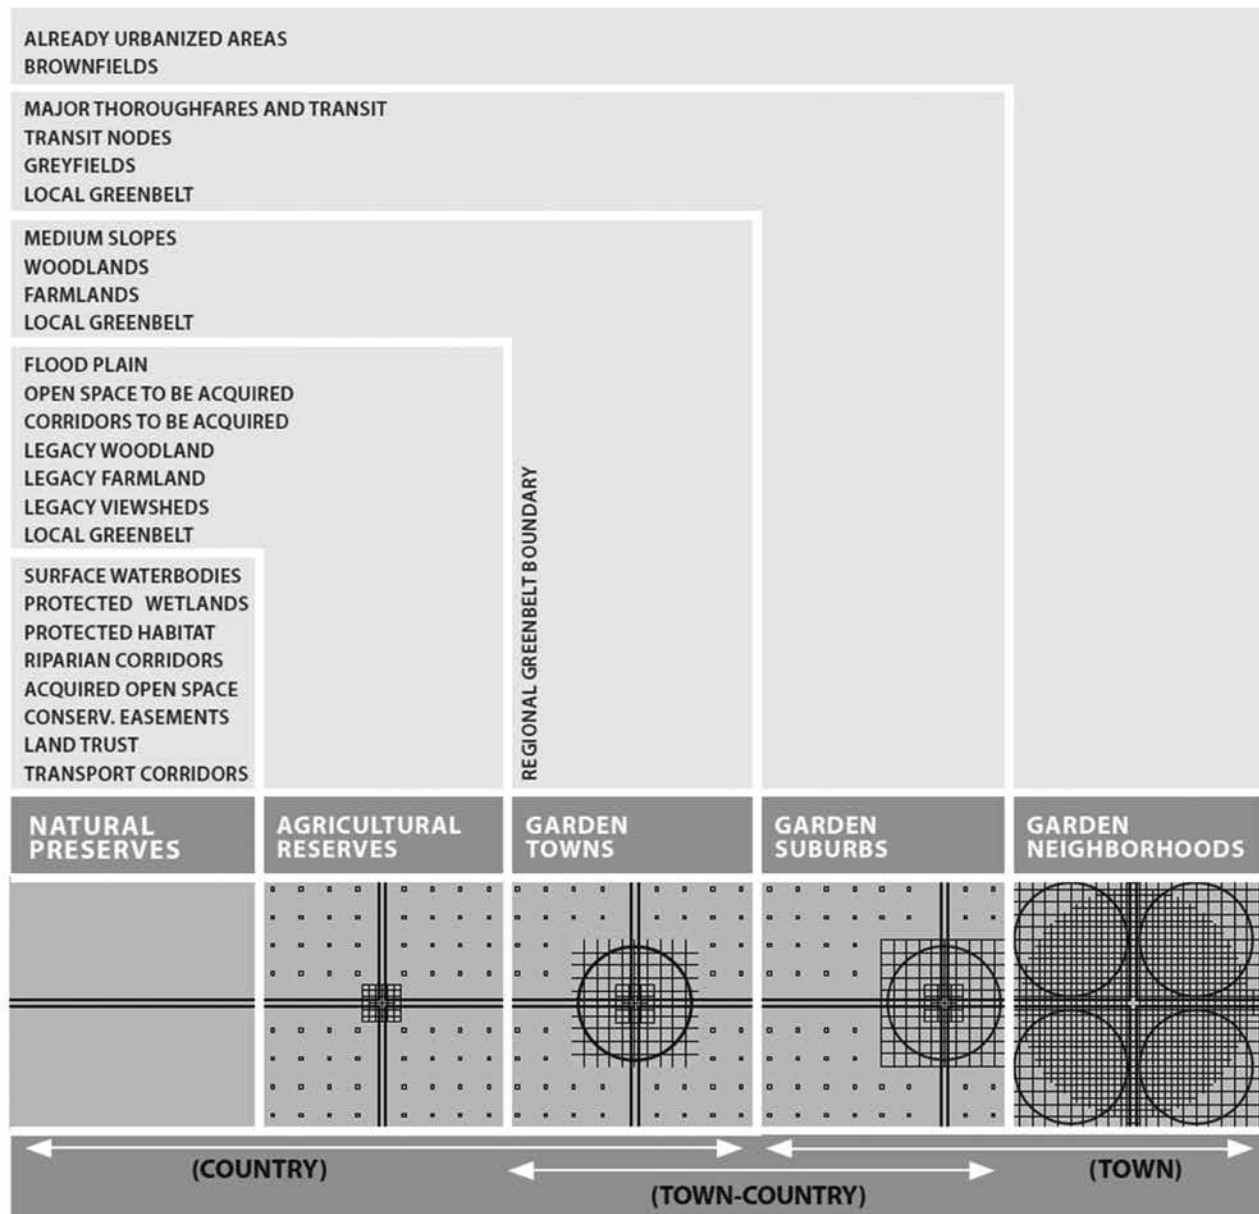 ALREADY URBANIZED AREAS
BROWNFIELDS
MAJOR THOROUGHFARES AND TRANSIT
TRANSIT NODES
GREYFIELDS
LOCAL GREENBELT
MEDIUM SLOPES
WOODLANDS
FARMLANDS
LOCAL GREENBELT
FLOOD PLAIN
OPEN SPACE TO BE ACQUIRED
CORRIDORS TO BE ACQUIRED
LEGACY WOODLAND
LEGACY FARMLAND
LEGACY VIEWSHEDS
LOCAL GREENBELT
SURFACE WATERBODIES
PROTECTED WETLANDS
PROTECTED HABITAT
RIPARIAN CORRIDORS
ACQUIRED OPEN SPACE
CONSERV. EASEMENTS
LAND TRUST
TRANSPORT CORRIDORS
REGIONAL GREENBELT BOUNDARY
NATURAL
PRESERVES
AGRICULTURAL
RESERVES
GARDEN
TOWNS
GARDEN
SUBURBS
GARDEN
NEIGHBORHOODS
(COUNTRY)
(TOWN-COUNTRY)
(TOWN)